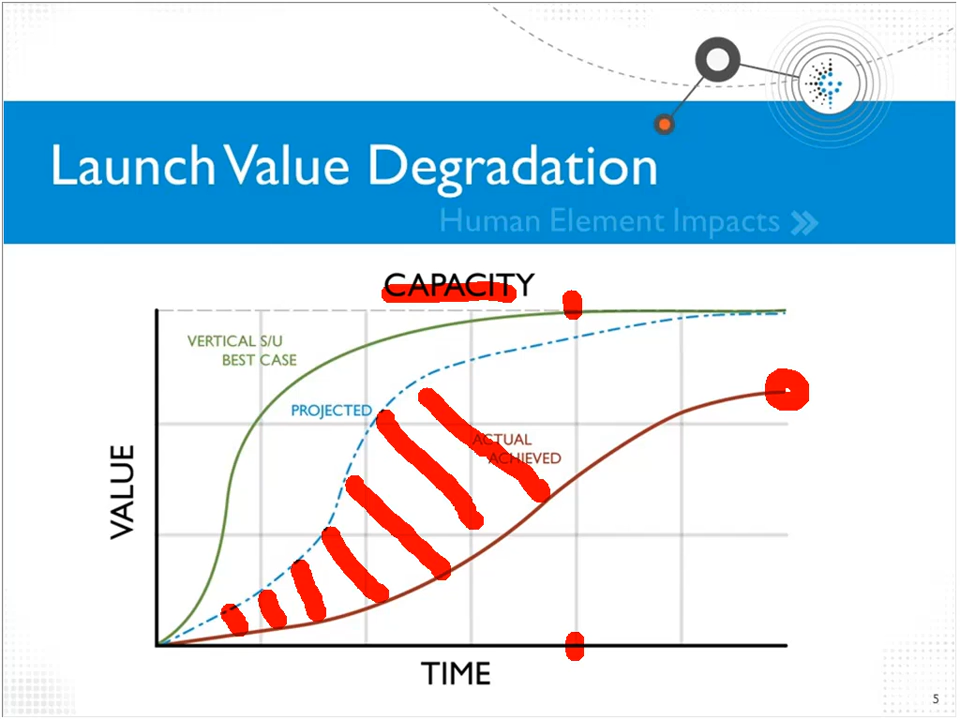 Launch Value Degradation
Human Element Impacts
CAPACITY
VERTICAL S/U
BEST CASE
PROJECTED
ACTUAL
ACHIEVED
VALUE
TIME
5